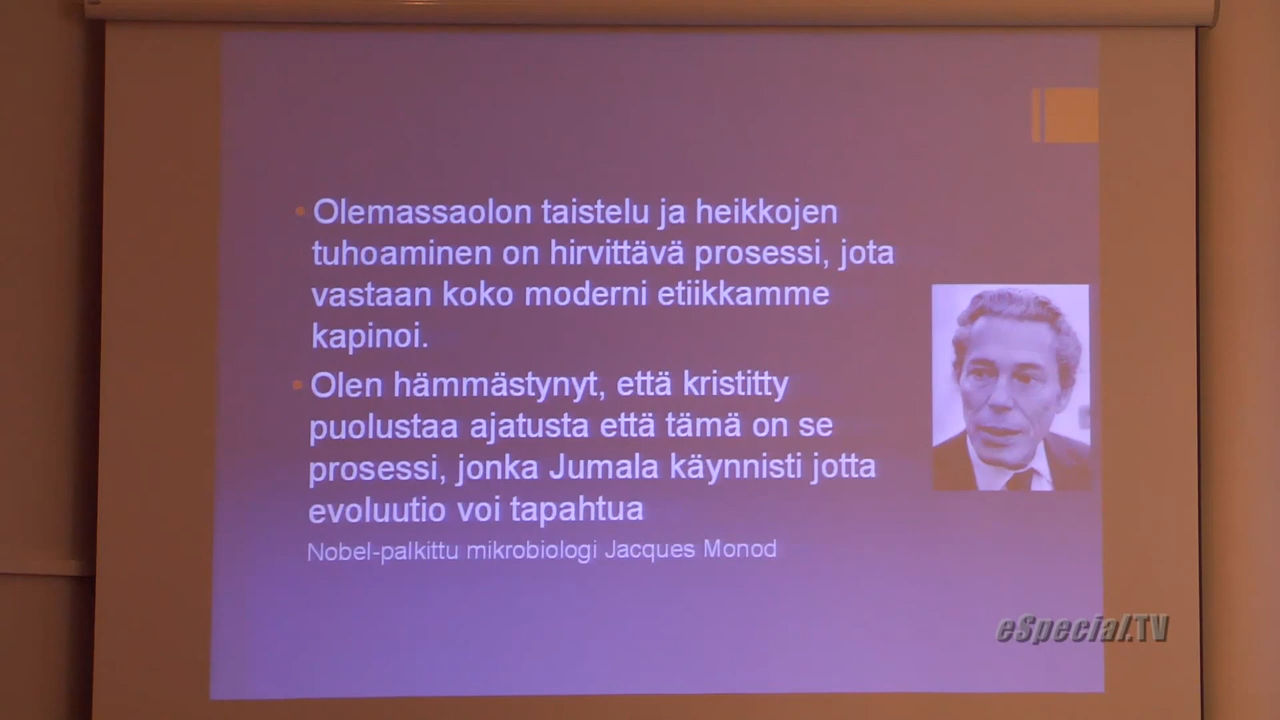 Olemassaolon taistelu ja heikkojen
tuhoaminen on hirvittävä prosessi, jota
vastaan koko moderni etiikkamme
kapinoi.
Olen hämmästynyt, että kristitty
puolustaa ajatusta että tämä on se
prosessi, jonka Jumala käynnisti jotta
evoluutio voi tapahtua
Nobel-palkittu mikrobiologi Jacques Monod
eSpecial.TV